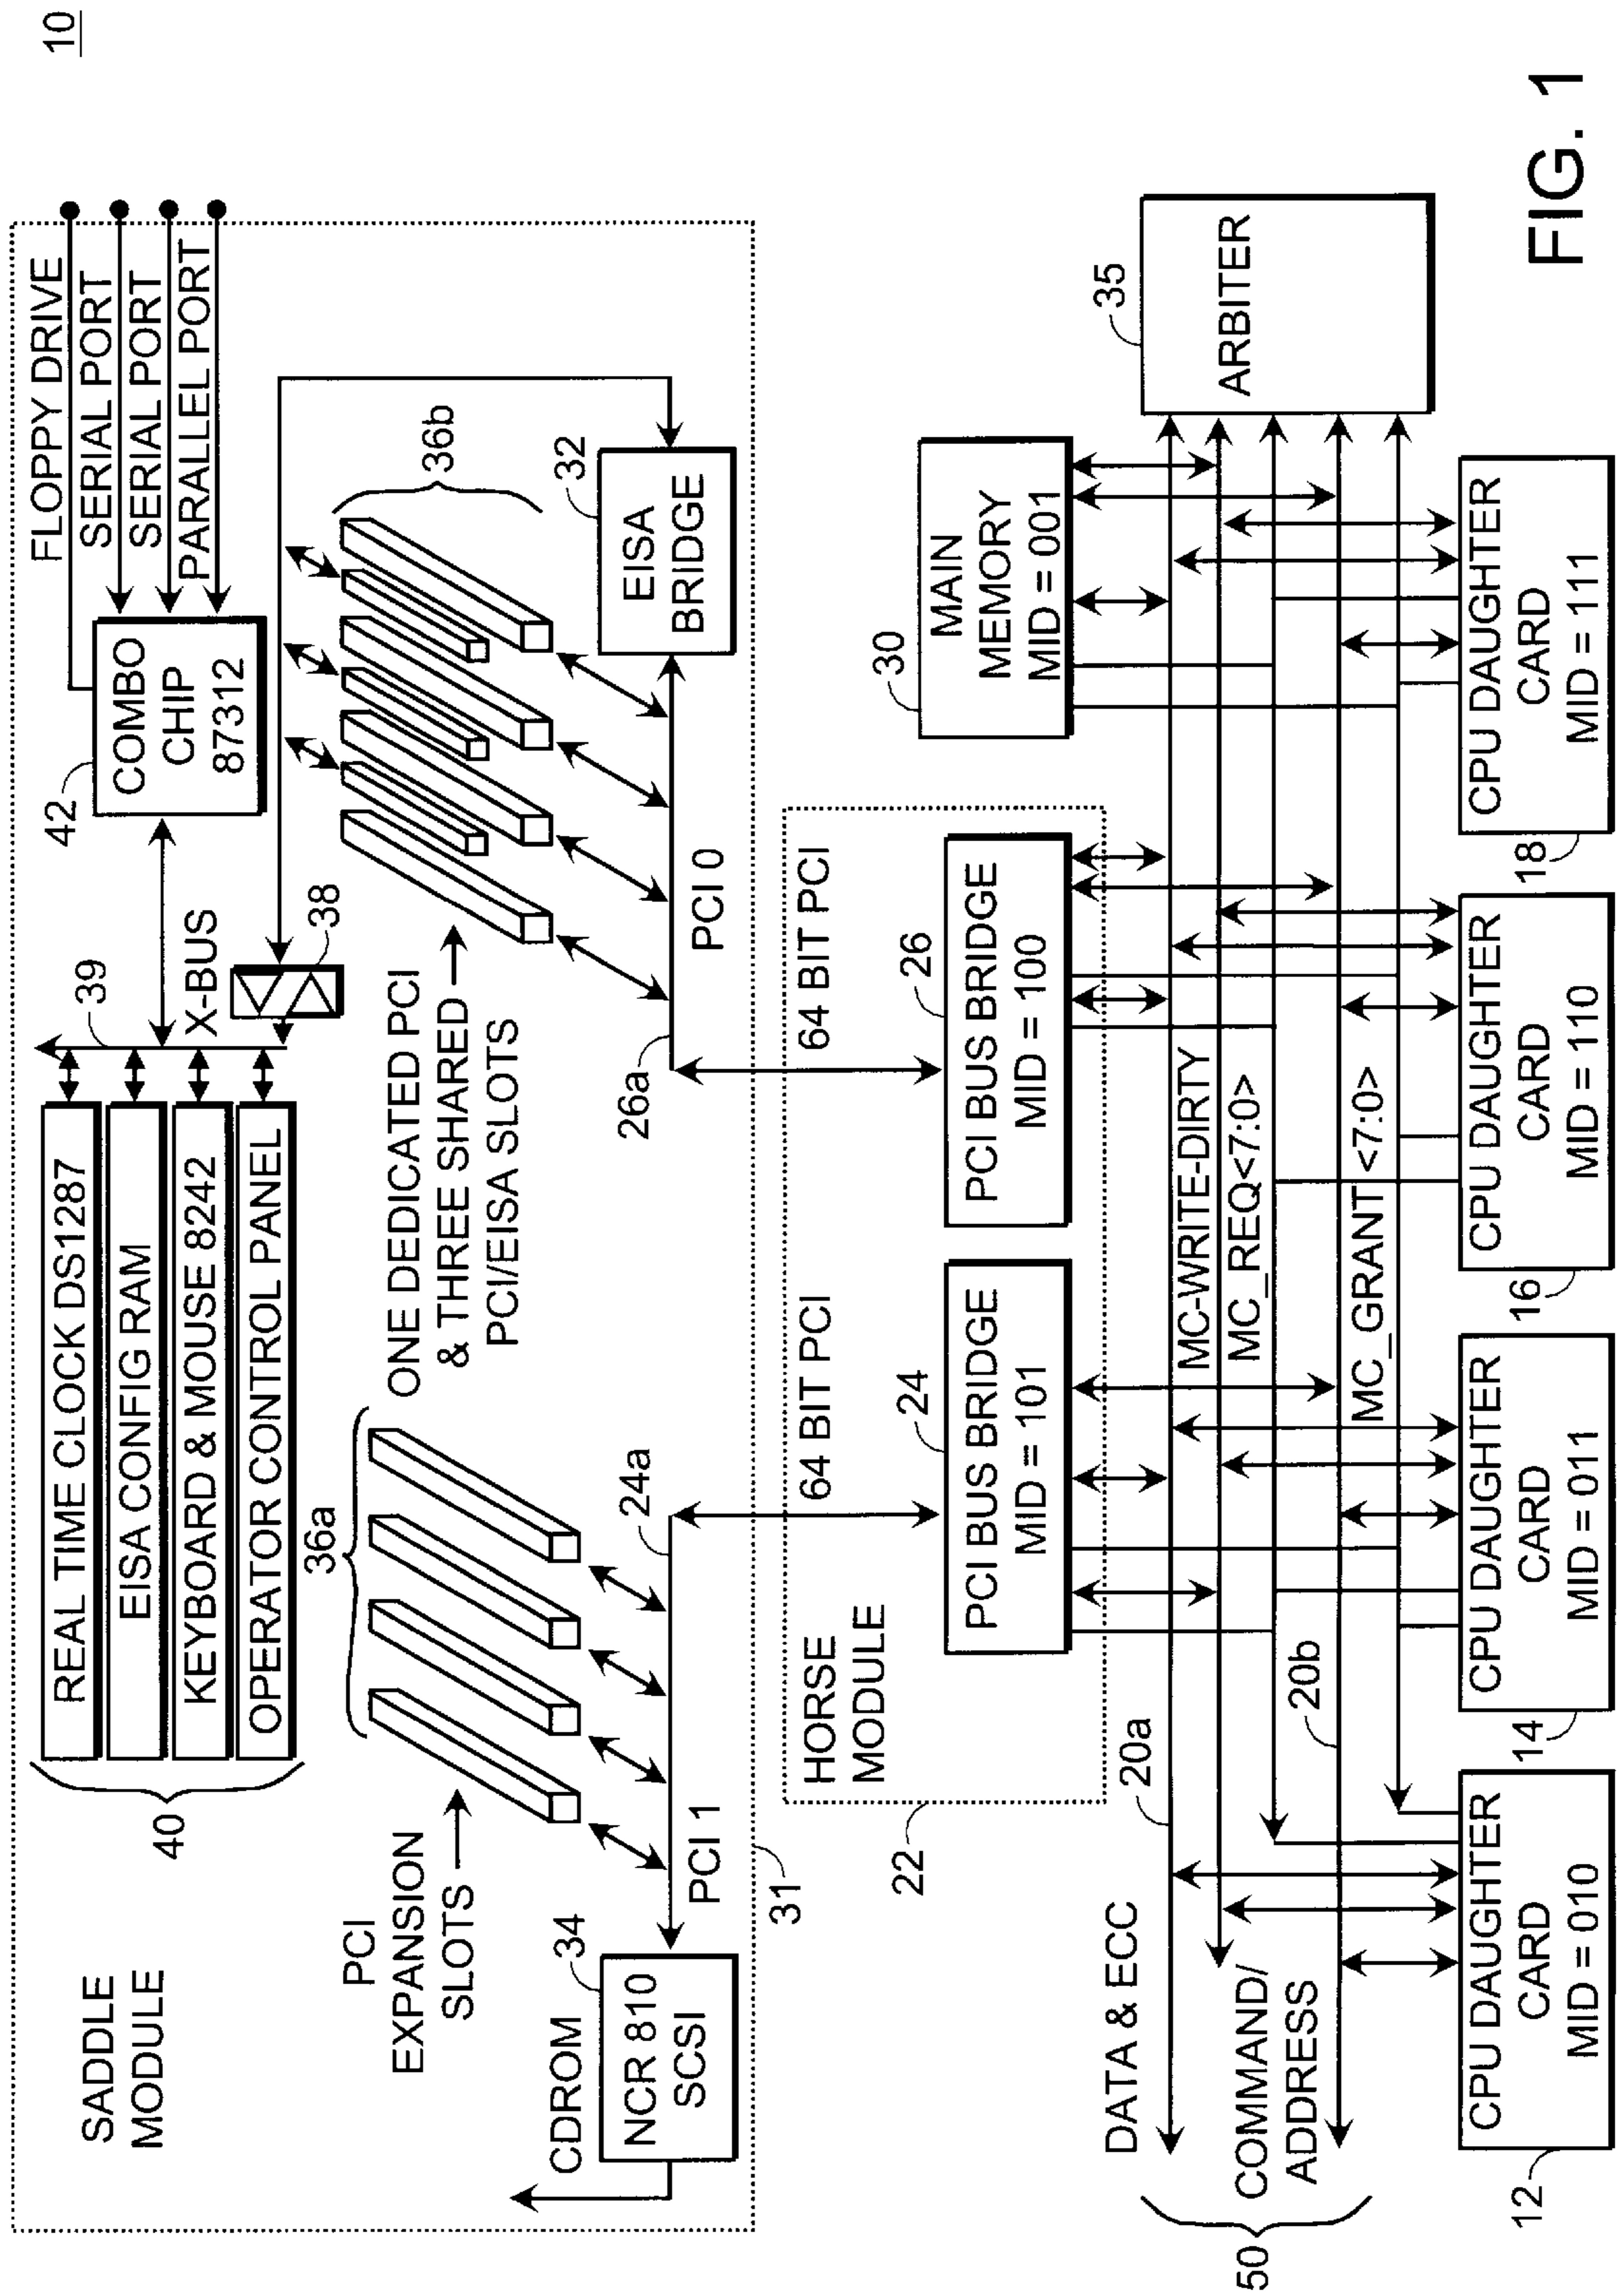 10
SADDLE
MODULE
40
REAL TIME CLOCK DS1287
EISA CONFIG RAM
KEYBOARD & MOUSE 8242
OPERATOR CONTROL PANEL
39
X-BUS
38
42
COMBO
CHIP
87312
FLOPPY DRIVE
SERIAL PORT
SERIAL PORT
PARALLEL PORT
PCI
EXPANSION
SLOTS
36a
ONE DEDICATED PCI
& THREE SHARED
PCI/EISA SLOTS
36b
CDROM
34
NCR 810
SCSI
PCI 1
24a
26a
PCI 0
32
EISA
BRIDGE
31
64 BIT PCI
64 BIT PCI
HORSE
MODULE
22
24
PCI BUS BRIDGE
MID = 101
26
PCI BUS BRIDGE
MID = 100
30
MAIN
MEMORY
MID = 001
35
ARBITER
DATA & ECC
20a
MC-WRITE-DIRTY
MC_REQ<7:0>
COMMAND/
ADDRESS
20b
MC_GRANT <7:0>
50
12
CPU DAUGHTER
CARD
MID = 010
14
CPU DAUGHTER
CARD
MID = 011
16
CPU DAUGHTER
CARD
MID = 110
18
CPU DAUGHTER
CARD
MID = 111
FIG. 1